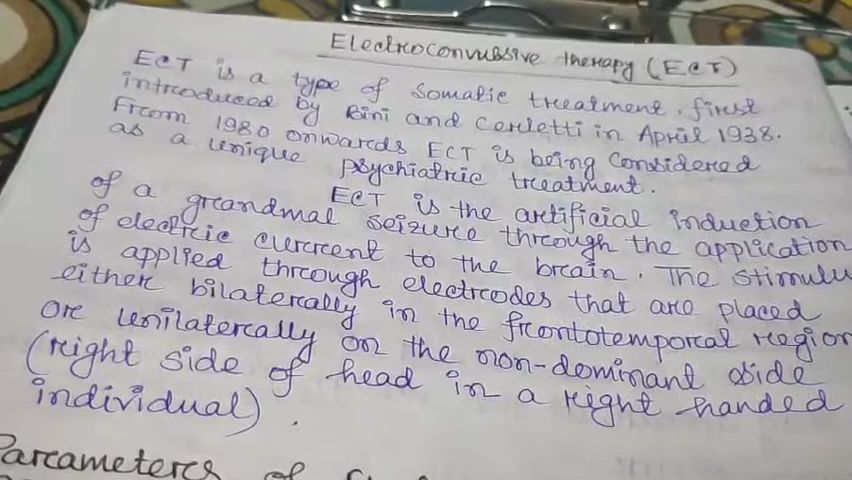 Electroconvussive therapy (ECT)
ECT is a type of somatic treatment, first
introduced by Bini and Cerletti in April 1938.
From 1980 onwards ECT is being considered
as a unique psychiatric treatment.
ECT is the artificial induction
of a grandmal seizure through the application
of electric current to the brain. The stimulu
is applied through electrodes that are placed
either bilaterally in the frontotemporal region
or unilaterally on the non-dominant side
(right side of head in a right handed
individual).
Parameters of